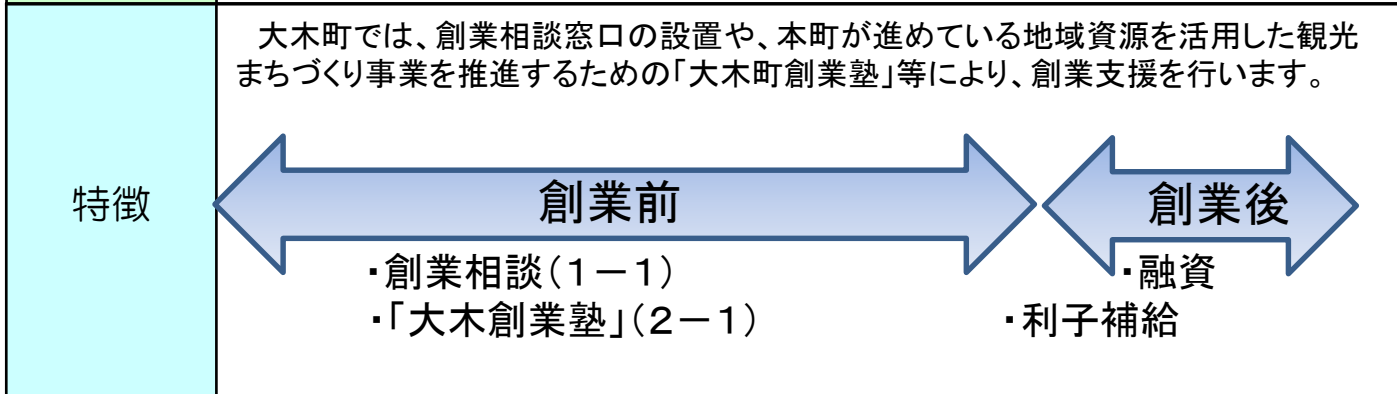 大木町では、創業相談窓口の設置や、本町が進めている地域資源を活用した観光
まちづくり事業を推進するための「大木町創業塾」等により、創業支援を行います。
特徴
創業前
創業後
・創業相談(1-1)
・融資
・「大木創業塾」(2-1)
・利子補給